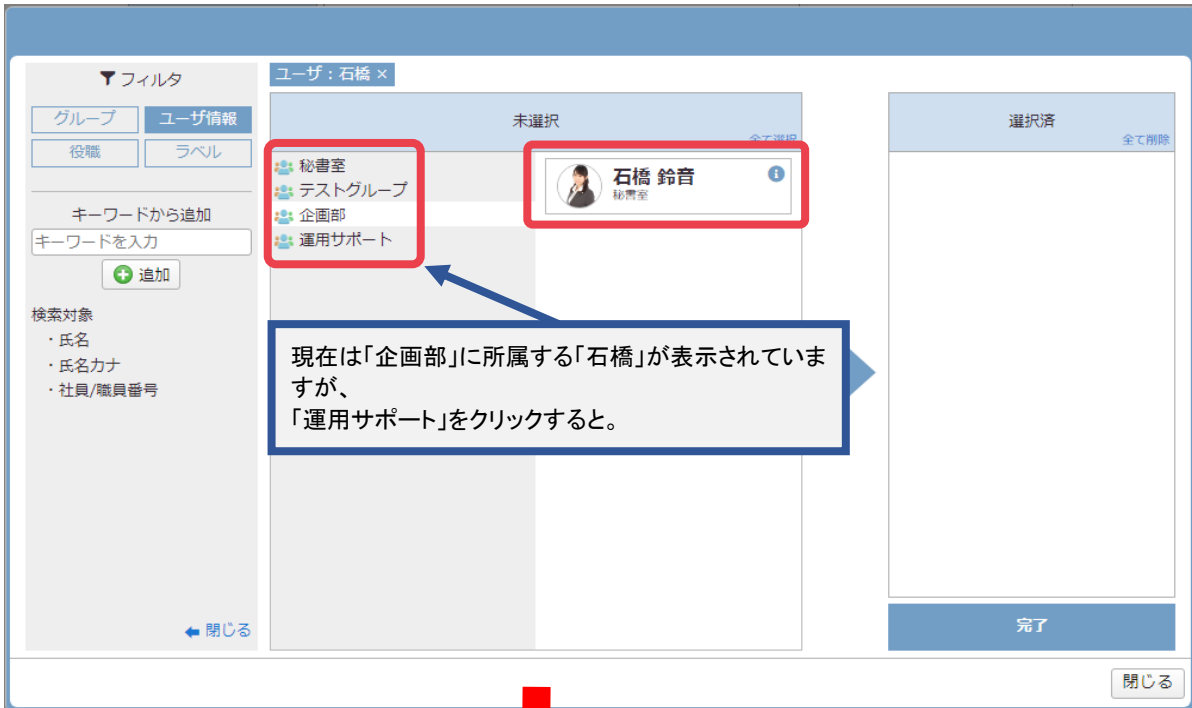 フィルタ
グループ
ユーザ情報
役職
ラベル
キーワードから追加
キーワードを入力
追加
検索対象
・氏名
・氏名カナ
・社員/職員番号
閉じる
ユーザ：石橋 ×
未選択
全て選択
秘書室
テストグループ
企画部
運用サポート
石橋 鈴音
秘書室
現在は「企画部」に所属する「石橋」が表示されていま
すが、
「運用サポート」をクリックすると。
選択済
全て削除
完了
閉じる